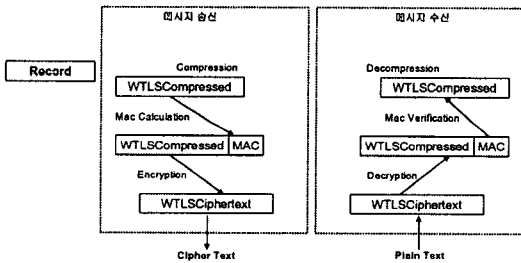 메시지 송신
Record
Compression
WTLSCompressed
Mac Calculation
WTLSCompressed MAC
Encryption
WTLSCiphertext
Cipher Text
메시지 수신
Decompression
WTLSCompressed
Mac Verification
WTLSCompressed MAC
Decryption
WTLSCiphertext
Plain Text